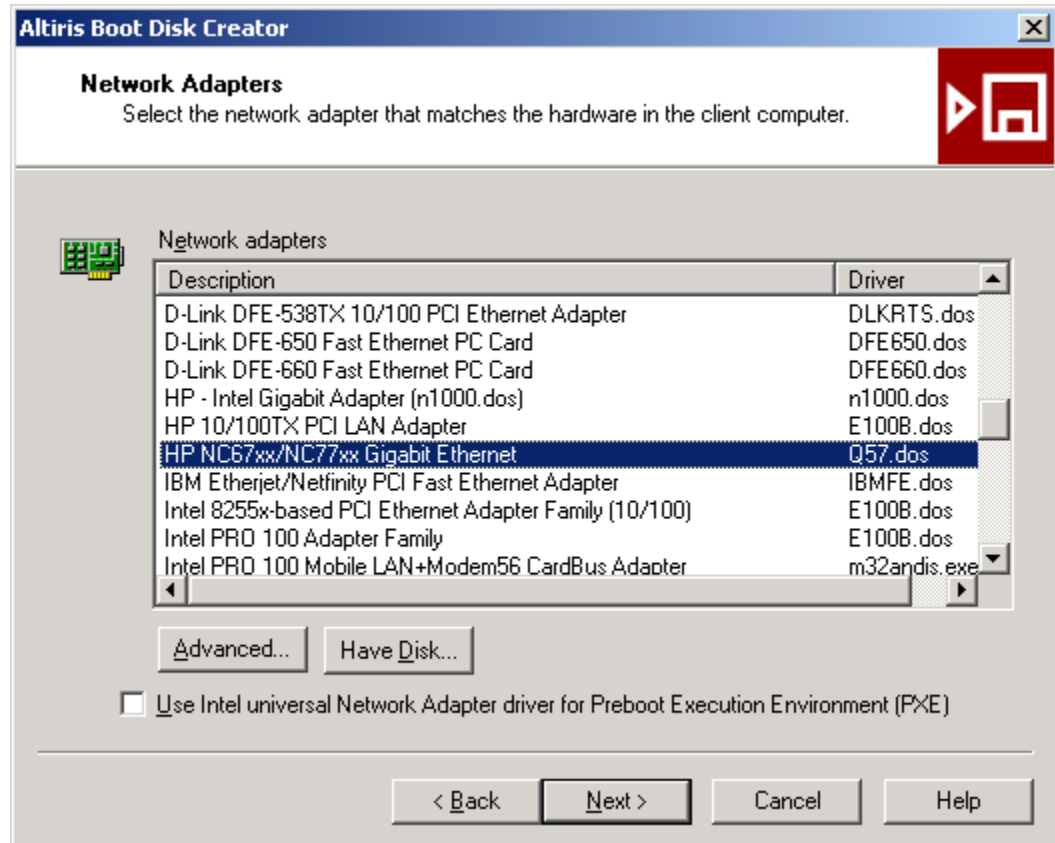 Altiris Boot Disk Creator
Network Adapters
Select the network adapter that matches the hardware in the client computer.
Network adapters
Description Driver
D-Link DFE-538TX 10/100 PCI Ethernet Adapter DLKRTS.dos
D-Link DFE-650 Fast Ethernet PC Card DFE650.dos
D-Link DFE-660 Fast Ethernet PC Card DFE660.dos
HP - Intel Gigabit Adapter (n1000.dos) n1000.dos
HP 10/100TX PCI LAN Adapter E100B.dos
HP NC67xx/NC77xx Gigabit Ethernet Q57.dos
IBM Etherjet/Netfinity PCI Fast Ethernet Adapter IBMFE.dos
Intel 8255x-based PCI Ethernet Adapter Family (10/100) E100B.dos
Intel PRO 100 Adapter Family E100B.dos
Intel PRO 100 Mobile LAN+Modem56 CardBus Adapter m32andis.exe
Advanced... Have Disk...
Use Intel universal Network Adapter driver for Preboot Execution Environment (PXE)
< Back Next > Cancel Help